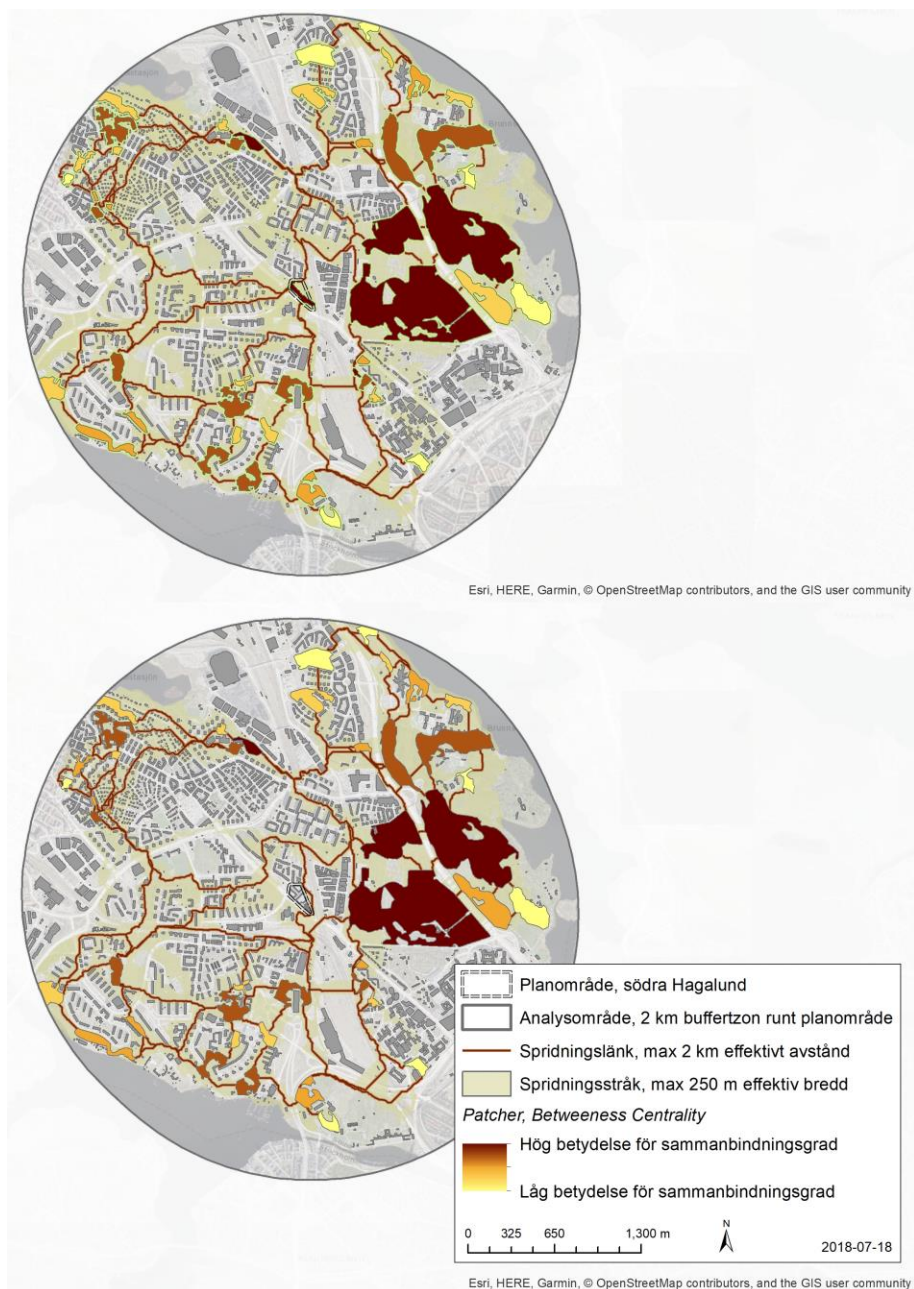 Esri, HERE, Garmin, © OpenStreetMap contributors, and the GIS user community
Planområde, södra Hagalund
Analysområde, 2 km buffertzon runt planområde
Spridningslänk, max 2 km effektivt avstånd
Spridningsstråk, max 250 m effektiv bredd
Patcher, Betweeness Centrality
Hög betydelse för sammanbindningsgrad
Låg betydelse för sammanbindningsgrad
0 325 650 1,300 m
N
2018-07-18
Esri, HERE, Garmin, © OpenStreetMap contributors, and the GIS user community